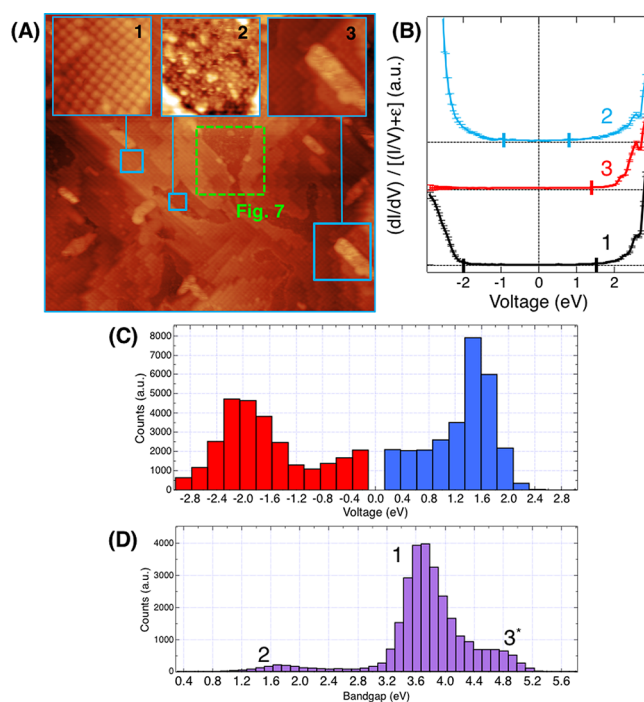 (A)
1
2
3
Fig. 7
(B)
(dI/dV) / [(I/V)+ε] (a.u.)
2
3
1
-2 -1 0 1 2
Voltage (eV)
(C)
Counts (a.u.)
8000
7000
6000
5000
4000
3000
2000
1000
0
-2.8 -2.4 -2.0 -1.6 -1.2 -0.8 -0.4 0.0 0.4 0.8 1.2 1.6 2.0 2.4 2.8
Voltage (eV)
(D)
Counts (a.u.)
4000
3000
2000
1000
0
2
1
3*
0.4 0.8 1.2 1.6 2.0 2.4 2.8 3.2 3.6 4.0 4.4 4.8 5.2 5.6
Bandgap (eV)